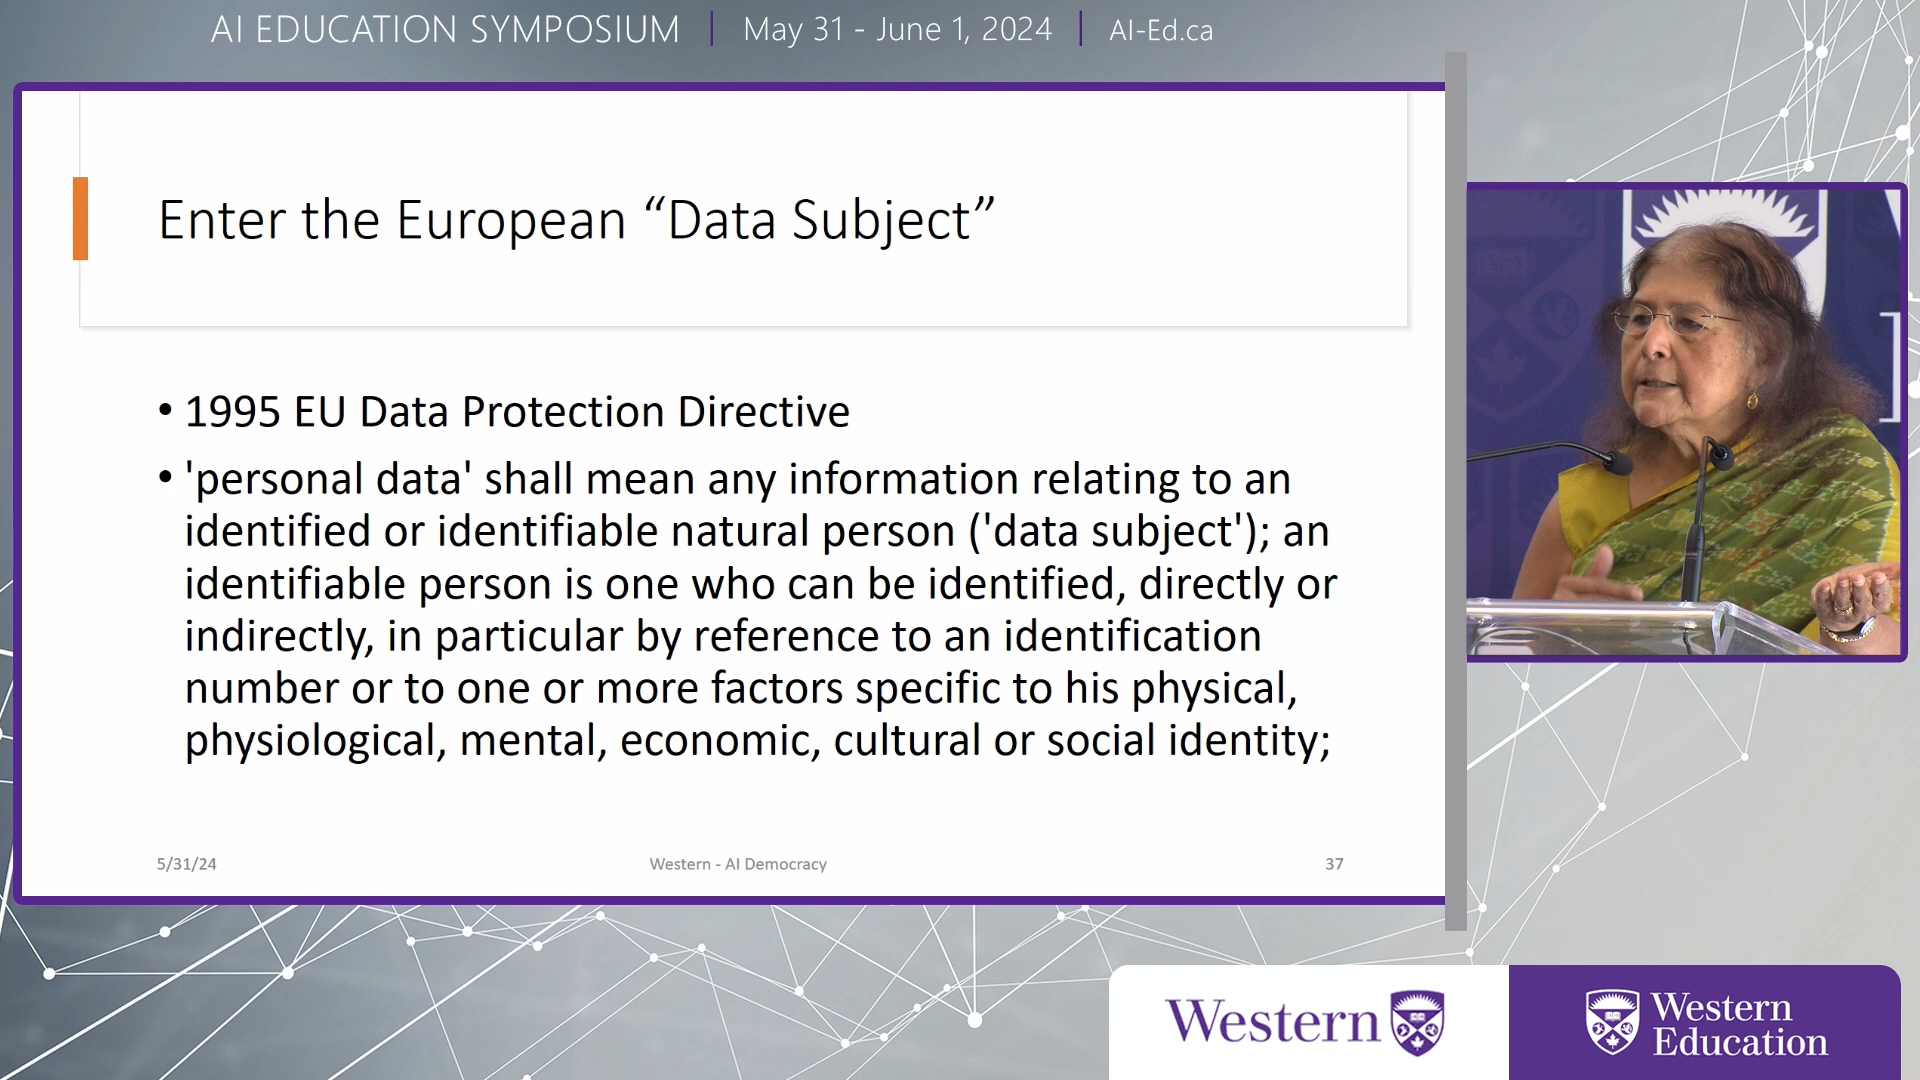 AI EDUCATION SYMPOSIUM | May 31 - June 1, 2024 | AI-Ed.ca
Enter the European “Data Subject”
• 1995 EU Data Protection Directive
• 'personal data' shall mean any information relating to an
identified or identifiable natural person ('data subject'); an
identifiable person is one who can be identified, directly or
indirectly, in particular by reference to an identification
number or to one or more factors specific to his physical,
physiological, mental, economic, cultural or social identity;
5/31/24
Western - AI Democracy
37
Western
Western
Education